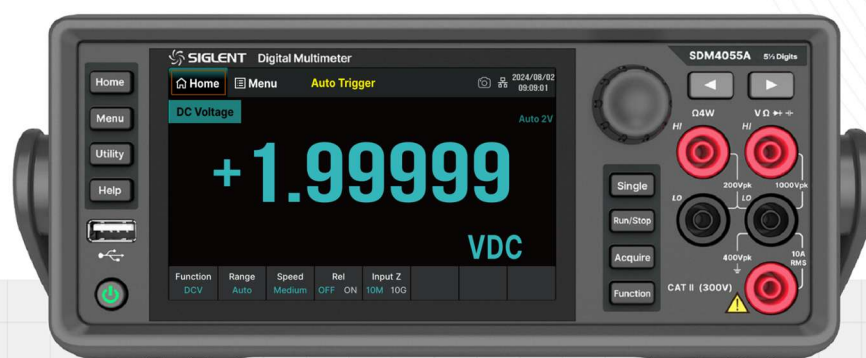 SIGLENT Digital Multimeter
SDM4055A 5½ Digits
Home
Menu
Utility
Help
Home Menu Auto Trigger 2024/08/02
09:09:01
DC Voltage Auto 2V
+1.99999
VDC
Function Range Speed Rel Input Z
DCV Auto Medium OFF ON 10M 10G
Single
Run/Stop
Acquire
Function
Ω4W VΩ
HI HI
200Vpk 1000Vpk
LO LO
400Vpk 10A
RMS
CAT II (300V)